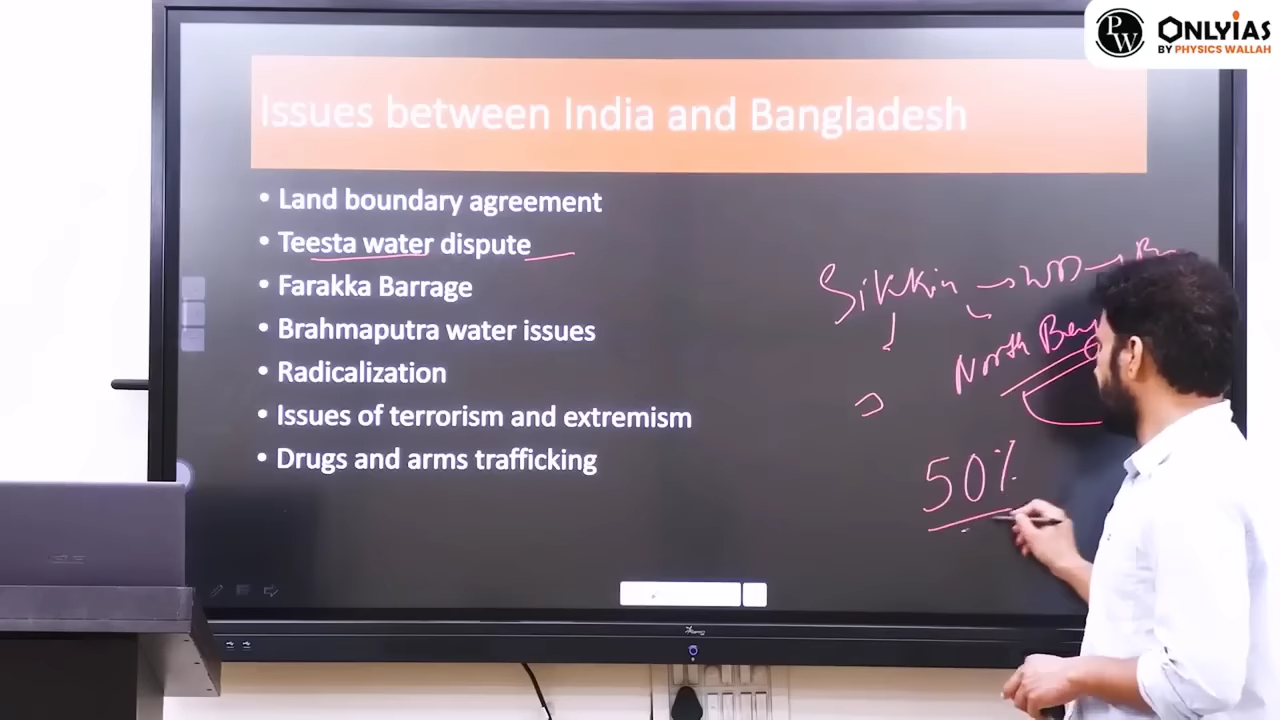 PW ONLYIAS
BY PHYSICS WALLAH
Issues between India and Bangladesh
• Land boundary agreement
• Teesta water dispute
• Farakka Barrage
• Brahmaputra water issues
• Radicalization
• Issues of terrorism and extremism
• Drugs and arms trafficking
Sikkim →
North
50%